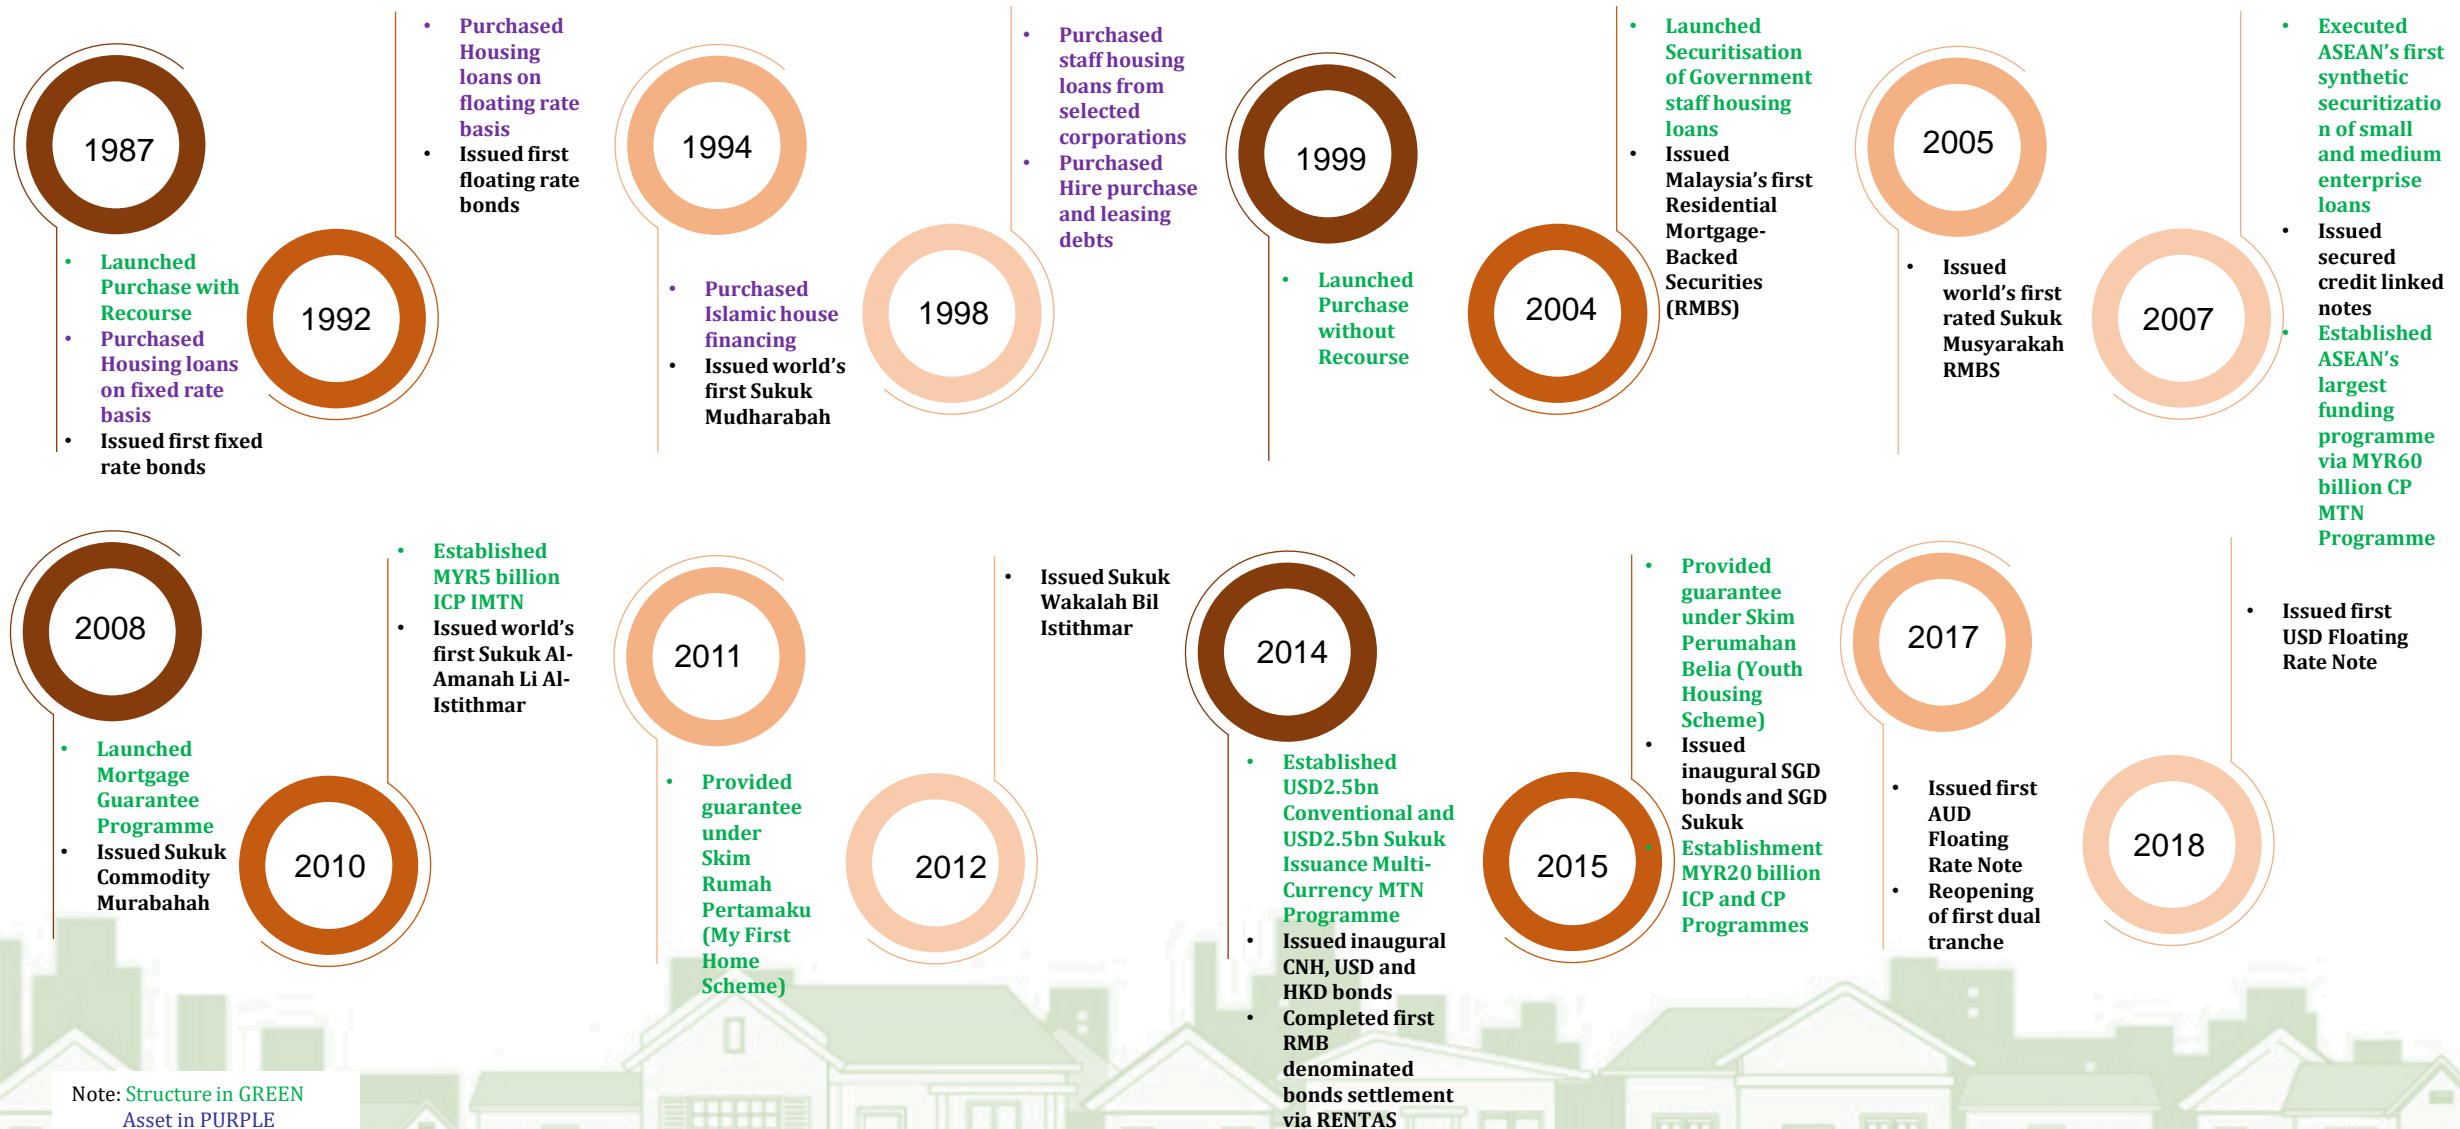 1987
• Launched
Purchase with
Recourse
• Purchased
Housing loans
on fixed rate
basis
• Issued first fixed
rate bonds
1992
• Purchased
Housing
loans on
floating rate
basis
• Issued first
floating rate
bonds
1994
• Purchased
Islamic house
financing
• Issued world's
first Sukuk
Mudharabah
1998
• Purchased
staff housing
loans from
selected
corporations
• Purchased
Hire purchase
and leasing
debts
1999
• Launched
Purchase
without
Recourse
2004
• Launched
Securitisation
of Government
staff housing
loans
• Issued
Malaysia's first
Residential
Mortgage-
Backed
Securities
(RMBS)
2005
• Issued
world's first
rated Sukuk
Musyarakah
RMBS
2007
• Executed
ASEAN's first
synthetic
securitizatio
n of small
and medium
enterprise
loans
• Issued
secured
credit linked
notes
• Established
ASEAN's
largest
funding
programme
via MYR60
billion CP
MTN
Programme
2008
• Launched
Mortgage
Guarantee
Programme
• Issued Sukuk
Commodity
Murabahah
2010
• Established
MYR5 billion
ICP IMTN
• Issued world's
first Sukuk Al-
Amanah Li Al-
Istithmar
2011
• Provided
guarantee
under
Skim
Rumah
Pertamaku
(My First
Home
Scheme)
2012
• Issued Sukuk
Wakalah Bil
Istithmar
2014
• Established
USD2.5bn
Conventional and
USD2.5bn Sukuk
Issuance Multi-
Currency MTN
Programme
• Issued inaugural
CNH, USD and
HKD bonds
• Completed first
RMB
denominated
bonds settlement
via RENTAS
2015
• Provided
guarantee
under Skim
Perumahan
Belia (Youth
Housing
Scheme)
• Issued
inaugural SGD
bonds and SGD
Sukuk
• Establishment
MYR20 billion
ICP and CP
Programmes
2017
• Issued first
AUD
Floating
Rate Note
• Reopening
of first dual
tranche
2018
• Issued first
USD Floating
Rate Note
Note: Structure in GREEN
Asset in PURPLE